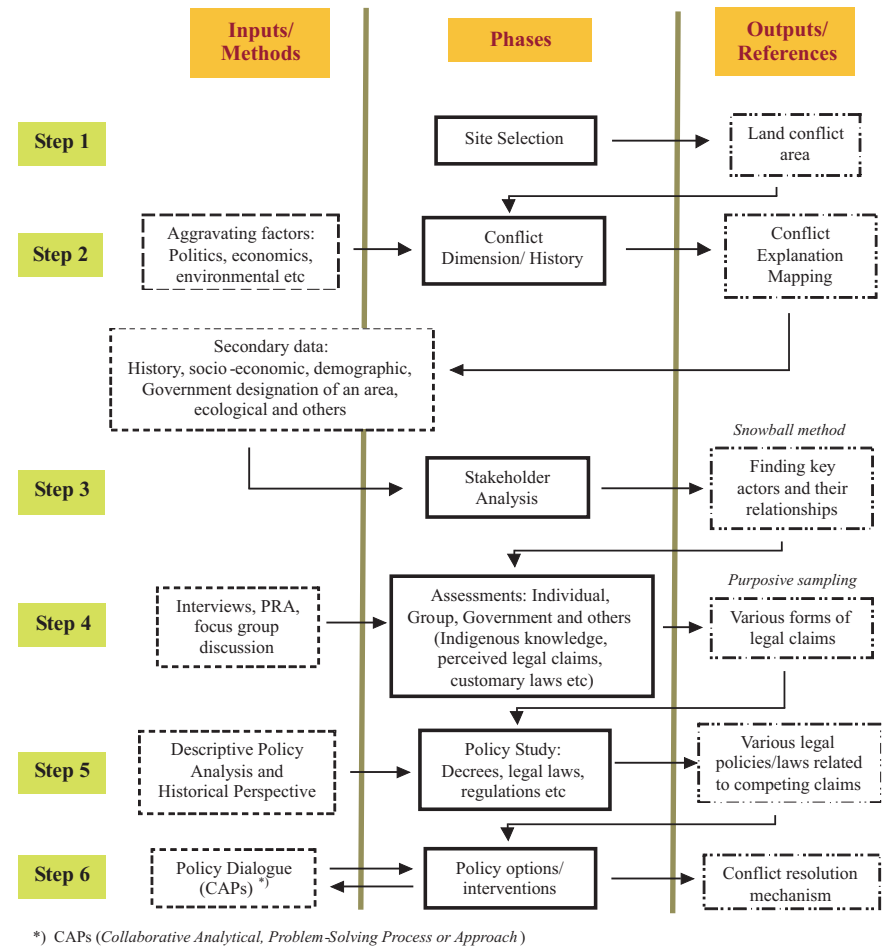 Inputs/
Methods
Phases
Outputs/
References
Step 1
Site Selection
Land conflict
area
Step 2
Aggravating factors:
Politics, economics,
environmental etc
Conflict
Dimension/ History
Conflict
Explanation
Mapping
Secondary data:
History, socio-economic, demographic,
Government designation of an area,
ecological and others
Snowball method
Step 3
Stakeholder
Analysis
Finding key
actors and their
relationships
Purposive sampling
Step 4
Interviews, PRA,
focus group
discussion
Assessments: Individual,
Group, Government and others
(Indigenous knowledge,
perceived legal claims,
customary laws etc)
Various forms of
legal claims
Step 5
Descriptive Policy
Analysis and
Historical Perspective
Policy Study:
Decrees, legal laws,
regulations etc
Various legal
policies/laws related
to competing claims
Step 6
Policy Dialogue
(CAPs) *)
Policy options/
interventions
Conflict resolution
mechanism
*) CAPs (Collaborative Analytical, Problem-Solving Process or Approach)